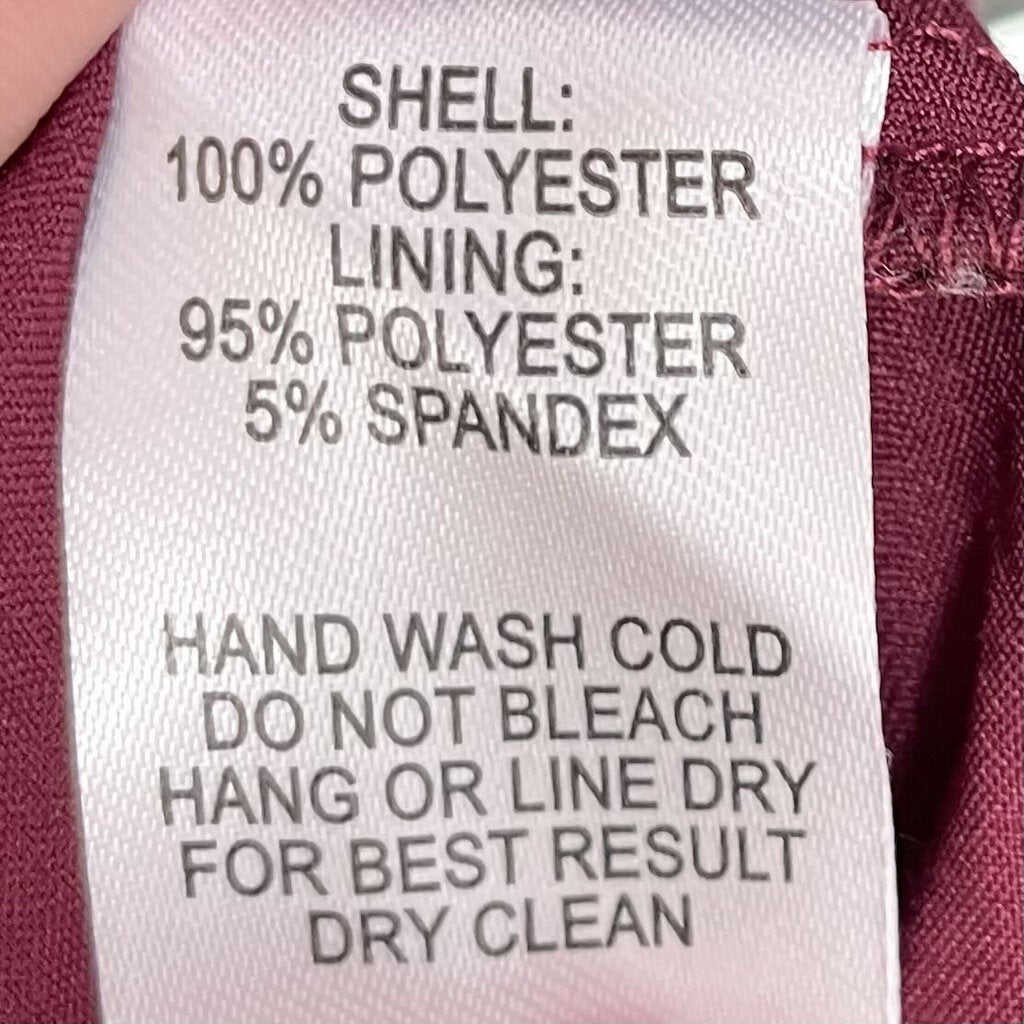 SHELL:
100% POLYESTER
LINING:
95% POLYESTER
5% SPANDEX
HAND WASH COLD
DO NOT BLEACH
HANG OR LINE DRY
FOR BEST RESULT
DRY CLEAN